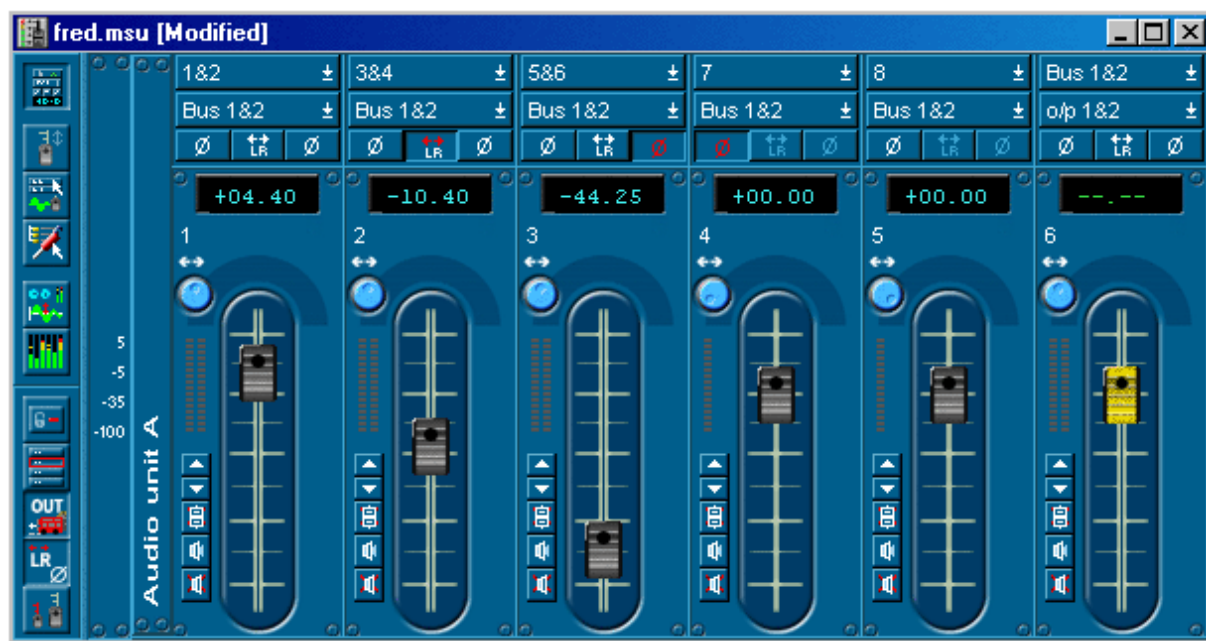 fred.msu [Modified]
1&2 3&4 5&6 7 8 Bus 1&2
Bus 1&2 Bus 1&2 Bus 1&2 Bus 1&2 Bus 1&2 o/p 1&2
Ø LR Ø Ø LR Ø Ø LR Ø Ø LR Ø Ø LR Ø Ø LR Ø
+04.40 -10.40 -44.25 +00.00 +00.00 --.--
1 2 3 4 5 6
5
-5
-35
-100
Audio unit A
OUT
LR Ø